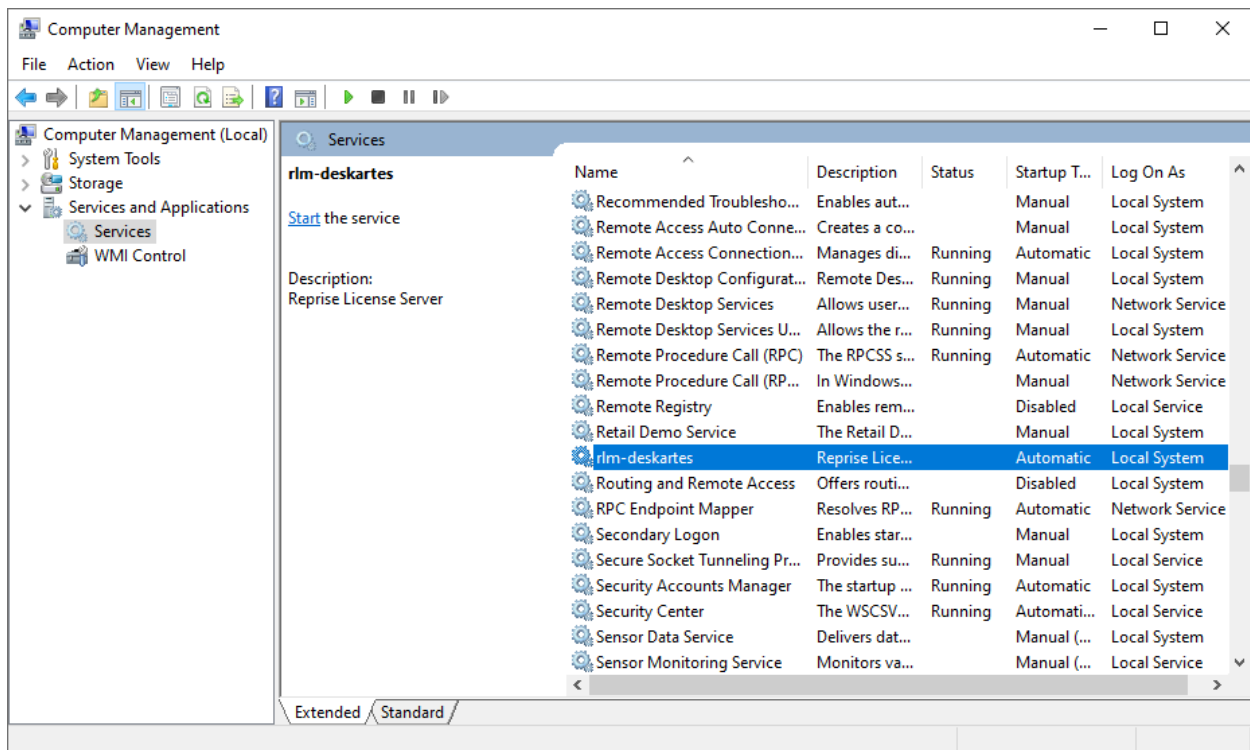 Computer Management
File Action View Help
Computer Management (Local)
System Tools
Storage
Services and Applications
Services
WMI Control
Services
rlm-deskartes
Start the service
Description:
Reprise License Server
Name Description Status Startup T... Log On As
Recommended Troublesho... Enables aut... Manual Local System
Remote Access Auto Conne... Creates a co... Manual Local System
Remote Access Connection... Manages di... Running Automatic Local System
Remote Desktop Configurat... Remote Des... Running Manual Local System
Remote Desktop Services Allows user... Running Manual Network Service
Remote Desktop Services U... Allows the r... Running Manual Local System
Remote Procedure Call (RPC) The RPCSS s... Running Automatic Network Service
Remote Procedure Call (RP... In Windows... Manual Network Service
Remote Registry Enables rem... Disabled Local Service
Retail Demo Service The Retail D... Manual Local System
rlm-deskartes Reprise Lice... Automatic Local System
Routing and Remote Access Offers routi... Disabled Local System
RPC Endpoint Mapper Resolves RP... Running Automatic Network Service
Secondary Logon Enables star... Manual Local System
Secure Socket Tunneling Pr... Provides su... Running Manual Local Service
Security Accounts Manager The startup ... Running Automatic Local System
Security Center The WSCSV... Running Automati... Local Service
Sensor Data Service Delivers dat... Manual (... Local System
Sensor Monitoring Service Monitors va... Manual (... Local Service
Extended Standard